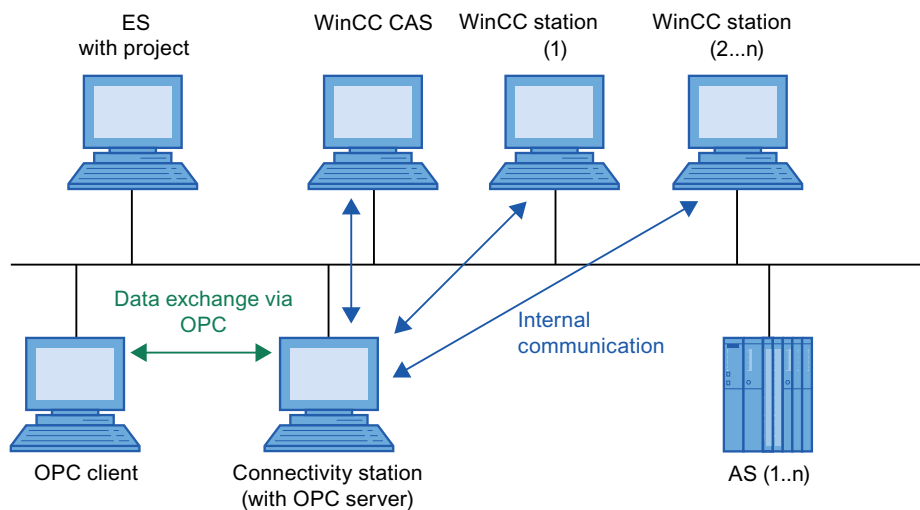 ES
with project
WinCC CAS
WinCC station
(1)
WinCC station
(2...n)
Data exchange via
OPC
Internal
communication
OPC client
Connectivity station
(with OPC server)
AS (1..n)